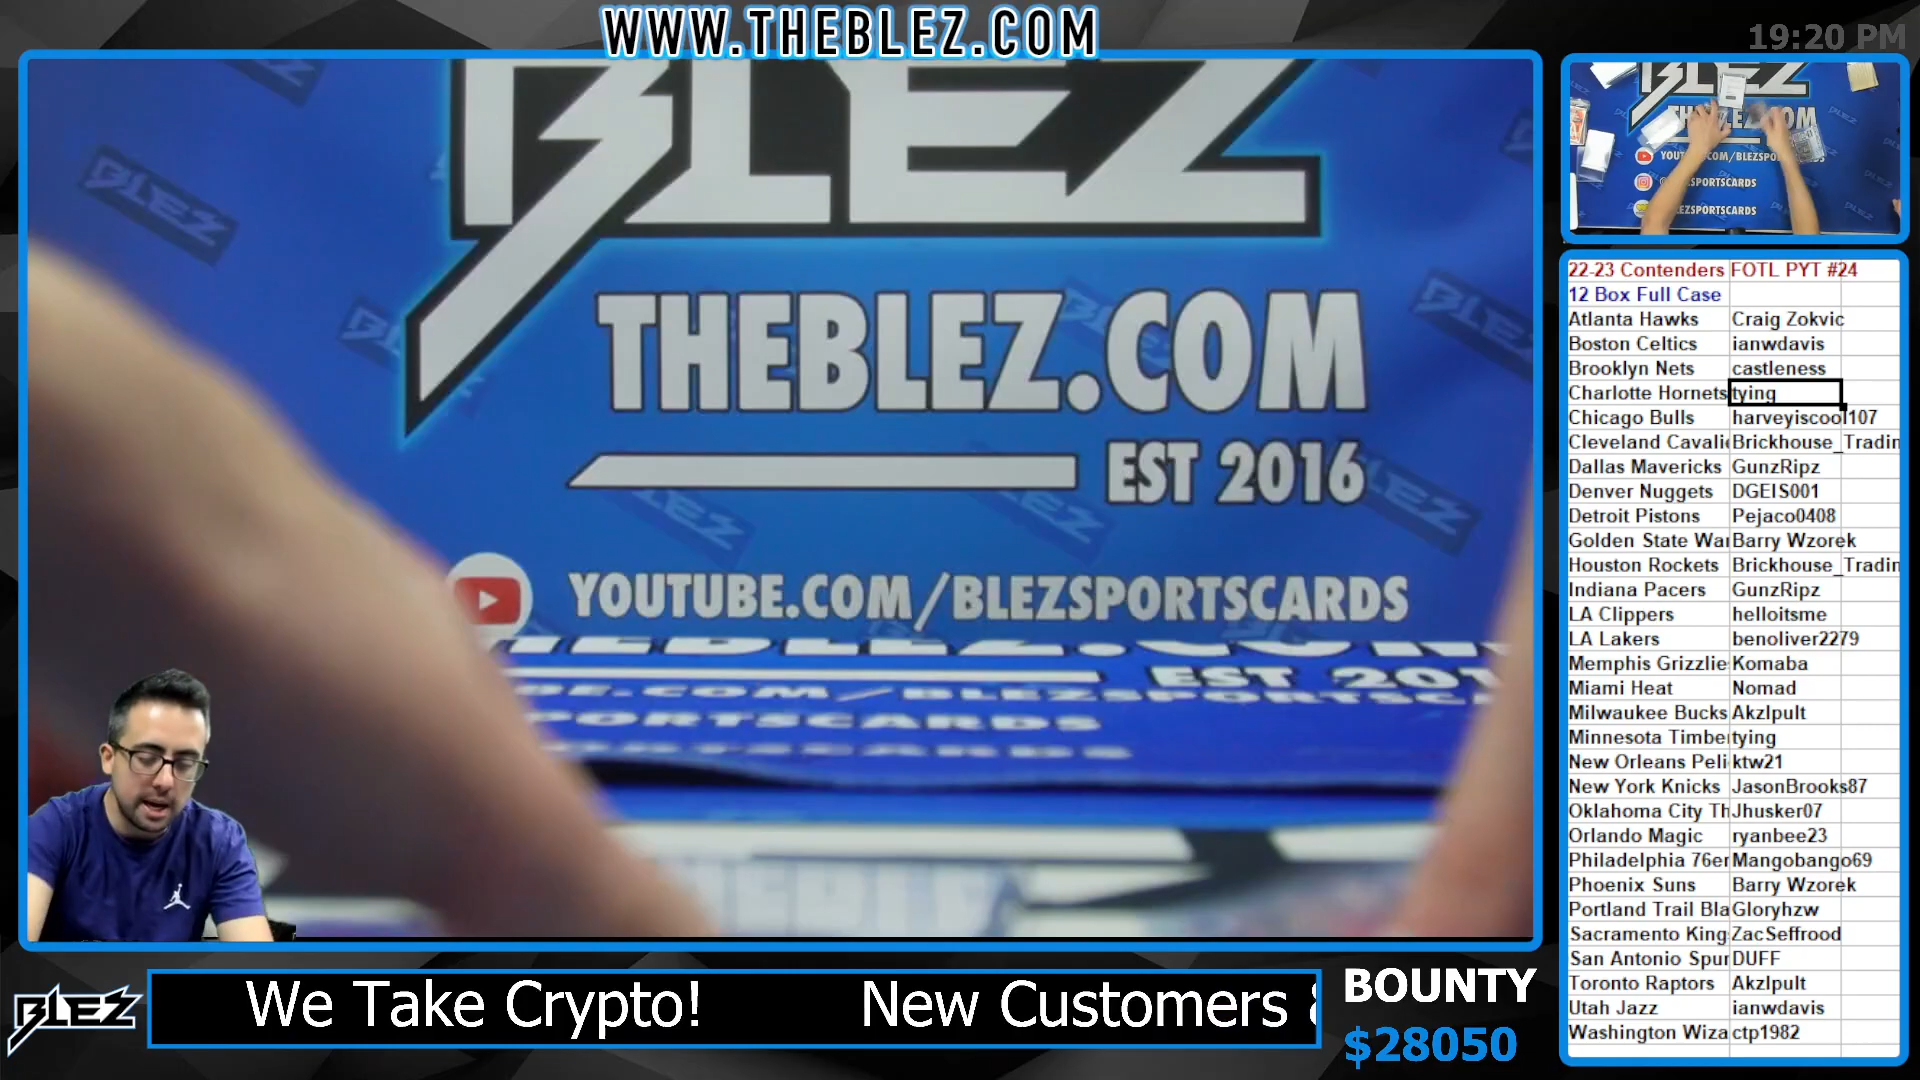 WWW.THEBLEZ.COM
19:20 PM
BLEZ
THEBLEZ.COM
EST 2016
YOUTUBE.COM/BLEZSPORTSCARDS
22-23 Contenders FOTL PYT #24
12 Box Full Case
Atlanta Hawks Craig Zokvic
Boston Celtics ianwdavis
Brooklyn Nets castleness
Charlotte Hornets tying
Chicago Bulls harveyiscool107
Cleveland Cavalie Brickhouse_Tradin
Dallas Mavericks GunzRipz
Denver Nuggets DGEIS001
Detroit Pistons Pejaco0408
Golden State War Barry Wzorek
Houston Rockets Brickhouse_Tradin
Indiana Pacers GunzRipz
LA Clippers helloitsme
LA Lakers benoliver2279
Memphis Grizzlie Komaba
Miami Heat Nomad
Milwaukee Bucks
Minnesota Timbe tying
New Orleans Peli ktw21
New York Knicks JasonBrooks87
Oklahoma City Th Jhusker07
Orlando Magic ryanbee23
Philadelphia 76er Mangobango69
Phoenix Suns Barry Wzorek
Portland Trail Bla Gloryhzw
Sacramento King ZacSeffrood
San Antonio Spur DUFF
Toronto Raptors
Utah Jazz ianwdavis
Washington Wiza ctp1982
BLEZ
We Take Crypto! New Customers
BOUNTY
$28050